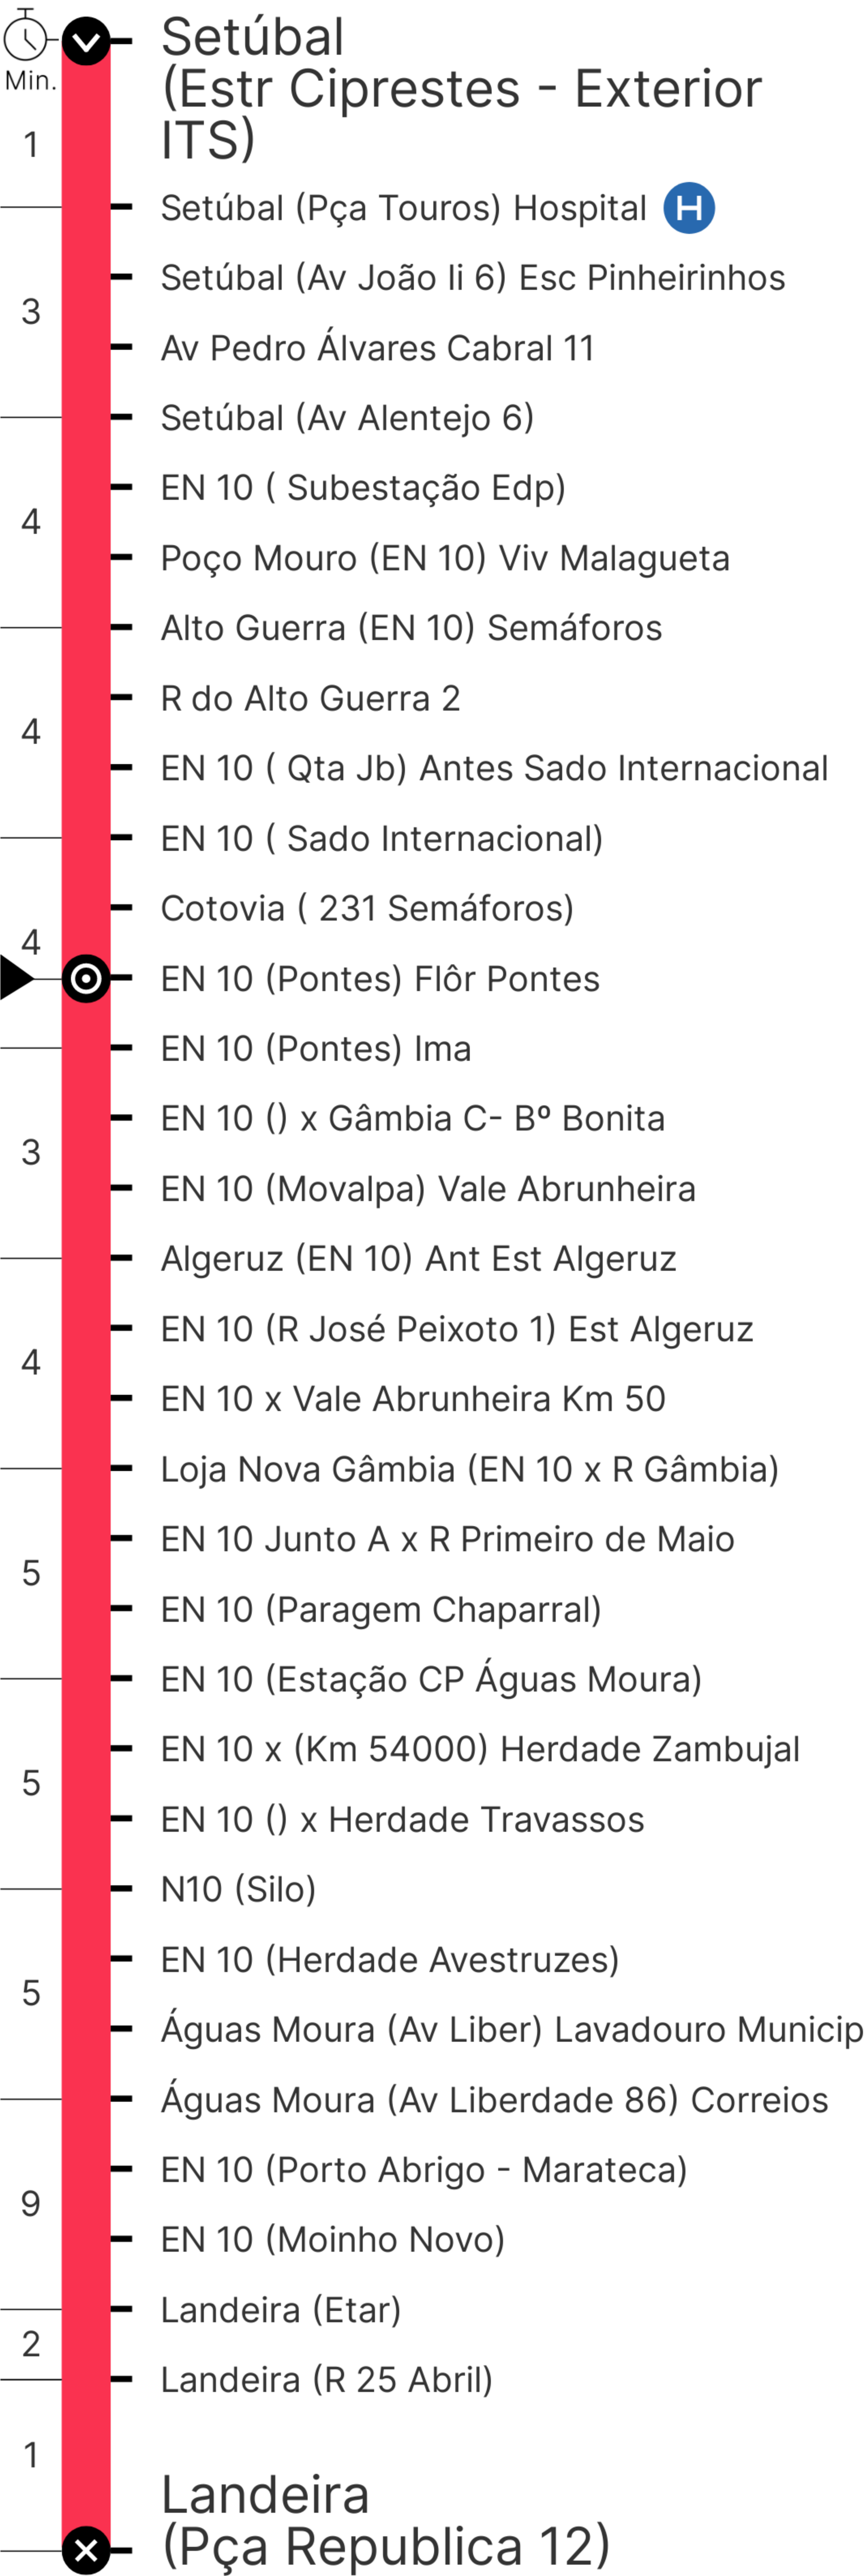 Setúbal
(Estr Ciprestes - Exterior
ITS)
Min.
1
Setúbal (Pça Touros) Hospital H
Setúbal (Av João Ii 6) Esc Pinheirinhos
3
Av Pedro Álvares Cabral 11
Setúbal (Av Alentejo 6)
EN 10 ( Subestação Edp)
4
Poço Mouro (EN 10) Viv Malagueta
Alto Guerra (EN 10) Semáforos
R do Alto Guerra 2
4
EN 10 ( Qta Jb) Antes Sado Internacional
EN 10 ( Sado Internacional)
Cotovia ( 231 Semáforos)
4
EN 10 (Pontes) Flôr Pontes
EN 10 (Pontes) Ima
EN 10 () x Gâmbia C- Bº Bonita
3
EN 10 (Movalpa) Vale Abrunheira
Algeruz (EN 10) Ant Est Algeruz
EN 10 (R José Peixoto 1) Est Algeruz
4
EN 10 x Vale Abrunheira Km 50
Loja Nova Gâmbia (EN 10 x R Gâmbia)
EN 10 Junto A x R Primeiro de Maio
5
EN 10 (Paragem Chaparral)
EN 10 (Estação CP Águas Moura)
EN 10 x (Km 54000) Herdade Zambujal
5
EN 10 () x Herdade Travassos
N10 (Silo)
EN 10 (Herdade Avestruzes)
5
Águas Moura (Av Liber) Lavadouro Municip
Águas Moura (Av Liberdade 86) Correios
EN 10 (Porto Abrigo - Marateca)
9
EN 10 (Moinho Novo)
Landeira (Etar)
2
Landeira (R 25 Abril)
1
Landeira
(Pça Republica 12)